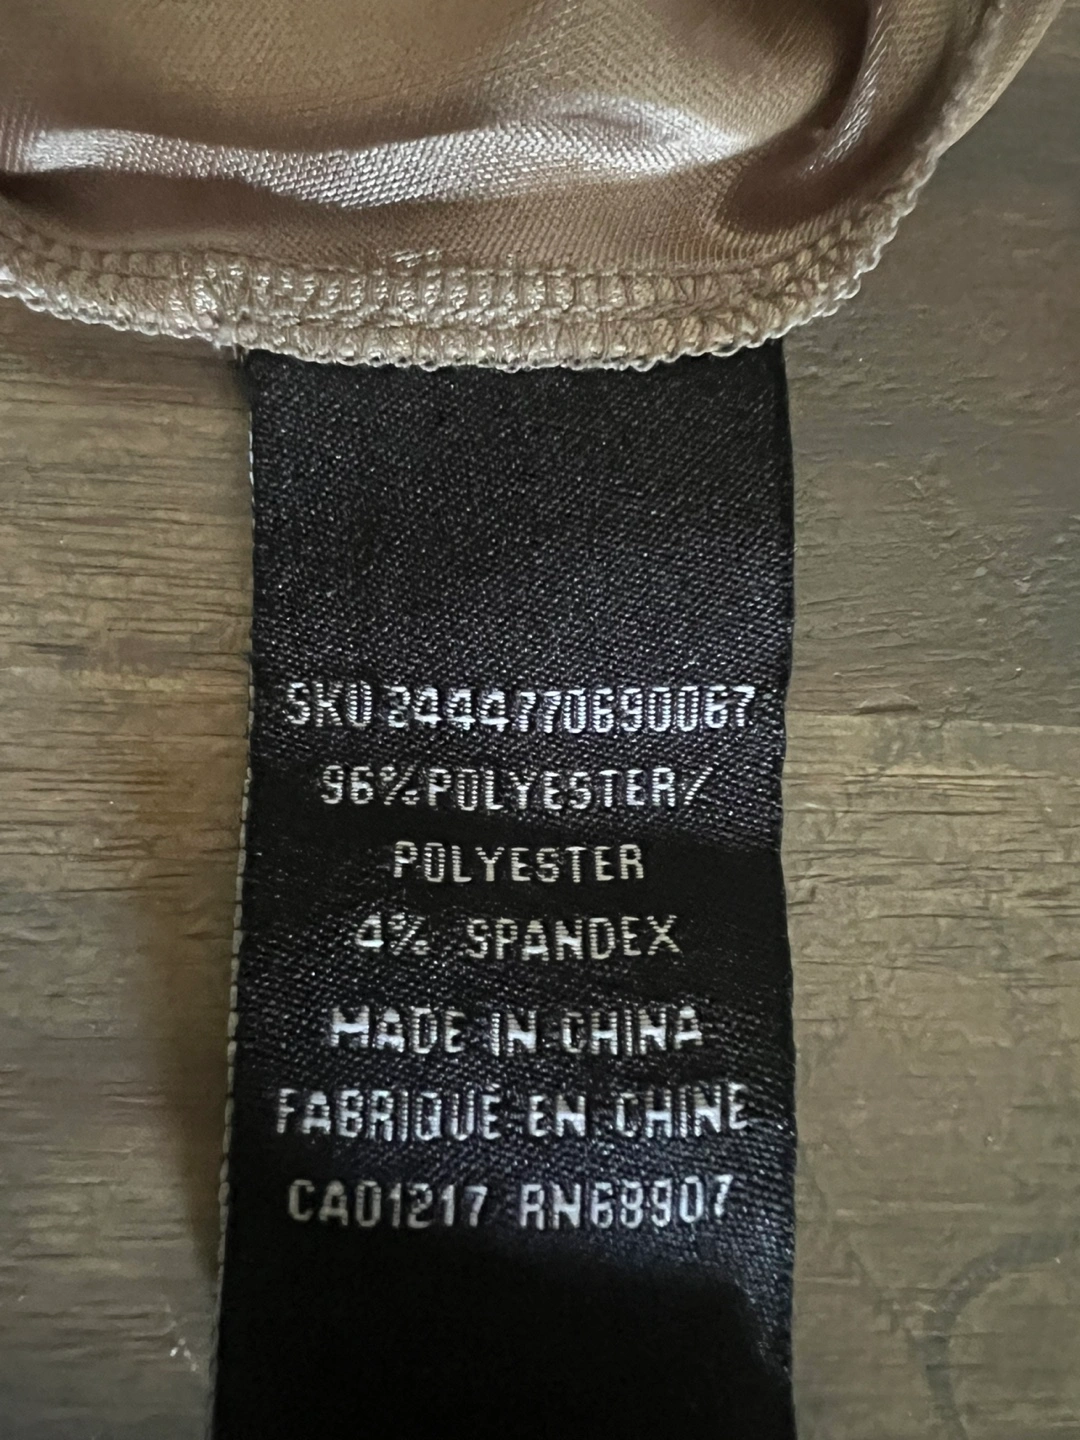 SKU 2444770690067
96%POLYESTER/
POLYESTER
4% SPANDEX
MADE IN CHINA
FABRIQUÉ EN CHINE
CA01217 RN68907